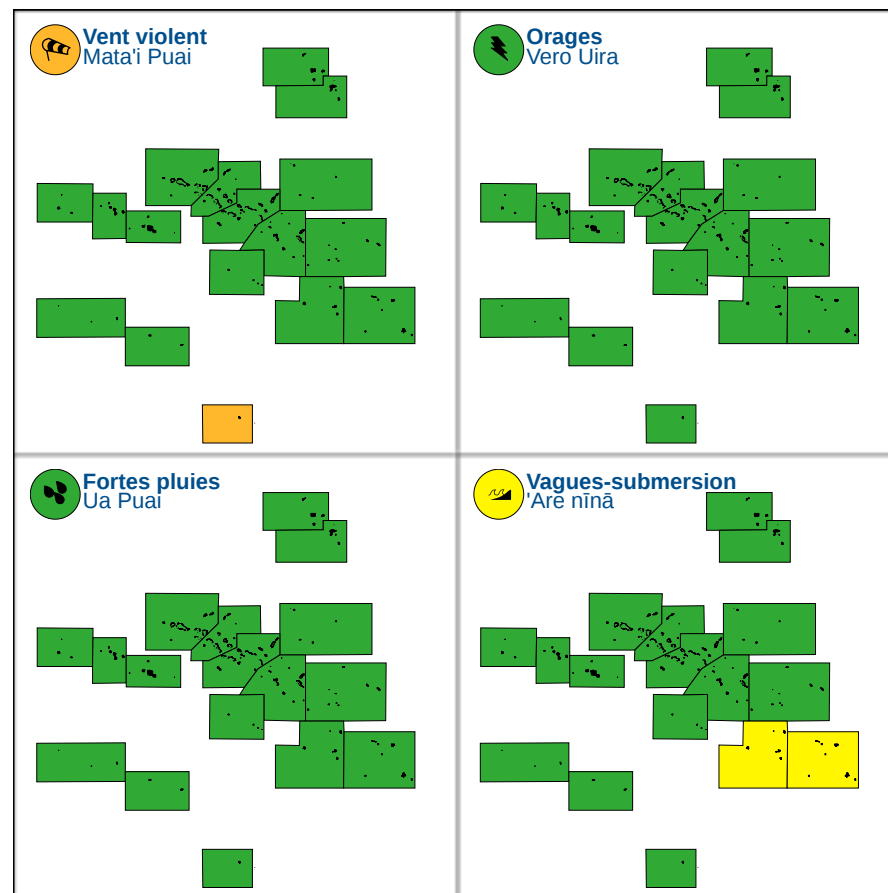 Vent violent
Mata'i Puai
Orages
Vero Uira
Fortes pluies
Ua Puai
Vagues-submersion
'Are nīnā